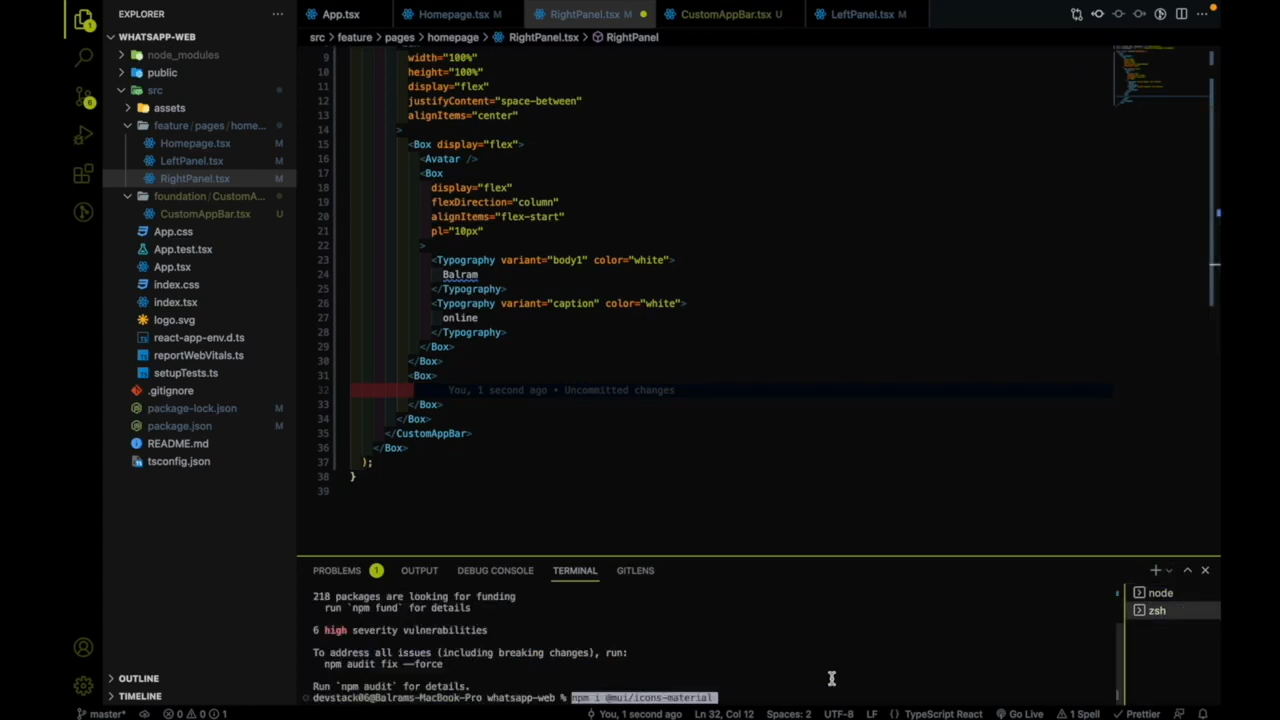 EXPLORER
WHATSAPP-WEB
node_modules
public
src
assets
feature / pages / home...
Homepage.tsx M
LeftPanel.tsx M
RightPanel.tsx M
foundation / CustomA...
CustomAppBar.tsx U
App.css
App.test.tsx
App.tsx
index.css
index.tsx
logo.svg
react-app-env.d.ts
reportWebVitals.ts
setupTests.ts
.gitignore
package-lock.json M
package.json M
README.md
tsconfig.json
OUTLINE
TIMELINE
1
6
App.tsx Homepage.tsx M RightPanel.tsx M CustomAppBar.tsx U LeftPanel.tsx M
src > feature > pages > homepage > RightPanel.tsx > RightPanel
9 width="100%"
10 height="100%"
11 display="flex"
12 justifyContent="space-between"
13 alignItems="center"
14 >
15 <Box display="flex">
16 <Avatar />
17 <Box
18 display="flex"
19 flexDirection="column"
20 alignItems="flex-start"
21 pl="10px"
22 >
23 <Typography variant="body1" color="white">
24 Balram
25 </Typography>
26 <Typography variant="caption" color="white">
27 online
28 </Typography>
29 </Box>
30 </Box>
31 <Box>
32 You, 1 second ago • Uncommitted changes
33 </Box>
34 </Box>
35 </CustomAppBar>
36 </Box>
37 );
38 }
39
PROBLEMS 1 OUTPUT DEBUG CONSOLE TERMINAL GITLENS
218 packages are looking for funding
run `npm fund` for details
6 high severity vulnerabilities
To address all issues (including breaking changes), run:
npm audit fix --force
Run `npm audit` for details.
devstack06@Balrams-MacBook-Pro whatsapp-web % npm i @mui/icons-material
node
zsh
master* 0 0 1 You, 1 second ago Ln 32, Col 12 Spaces: 2 UTF-8 LF {} TypeScript React Go Live 1 Spell Prettier